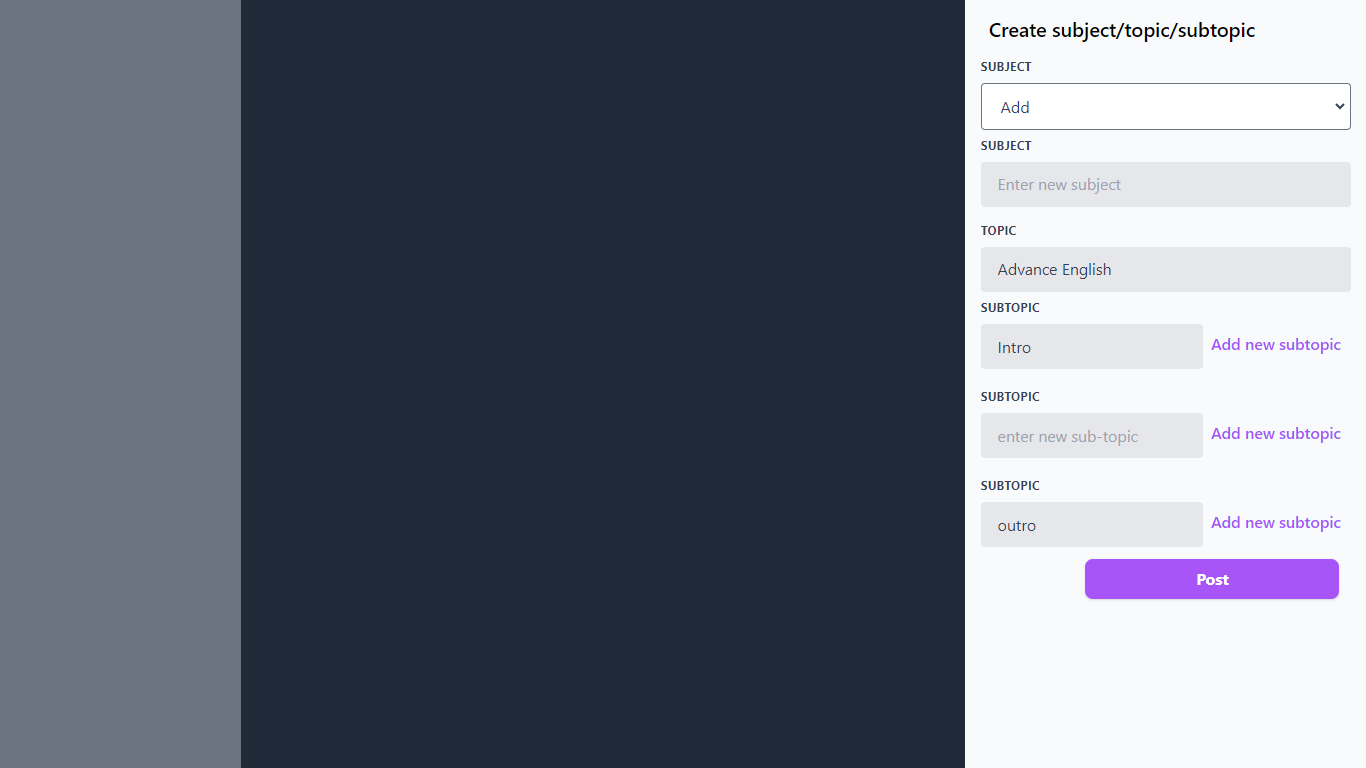 Create subject/topic/subtopic
SUBJECT
Add
SUBJECT
Enter new subject
TOPIC
Advance English
SUBTOPIC
Intro
Add new subtopic
SUBTOPIC
enter new sub-topic
Add new subtopic
SUBTOPIC
outro
Add new subtopic
Post